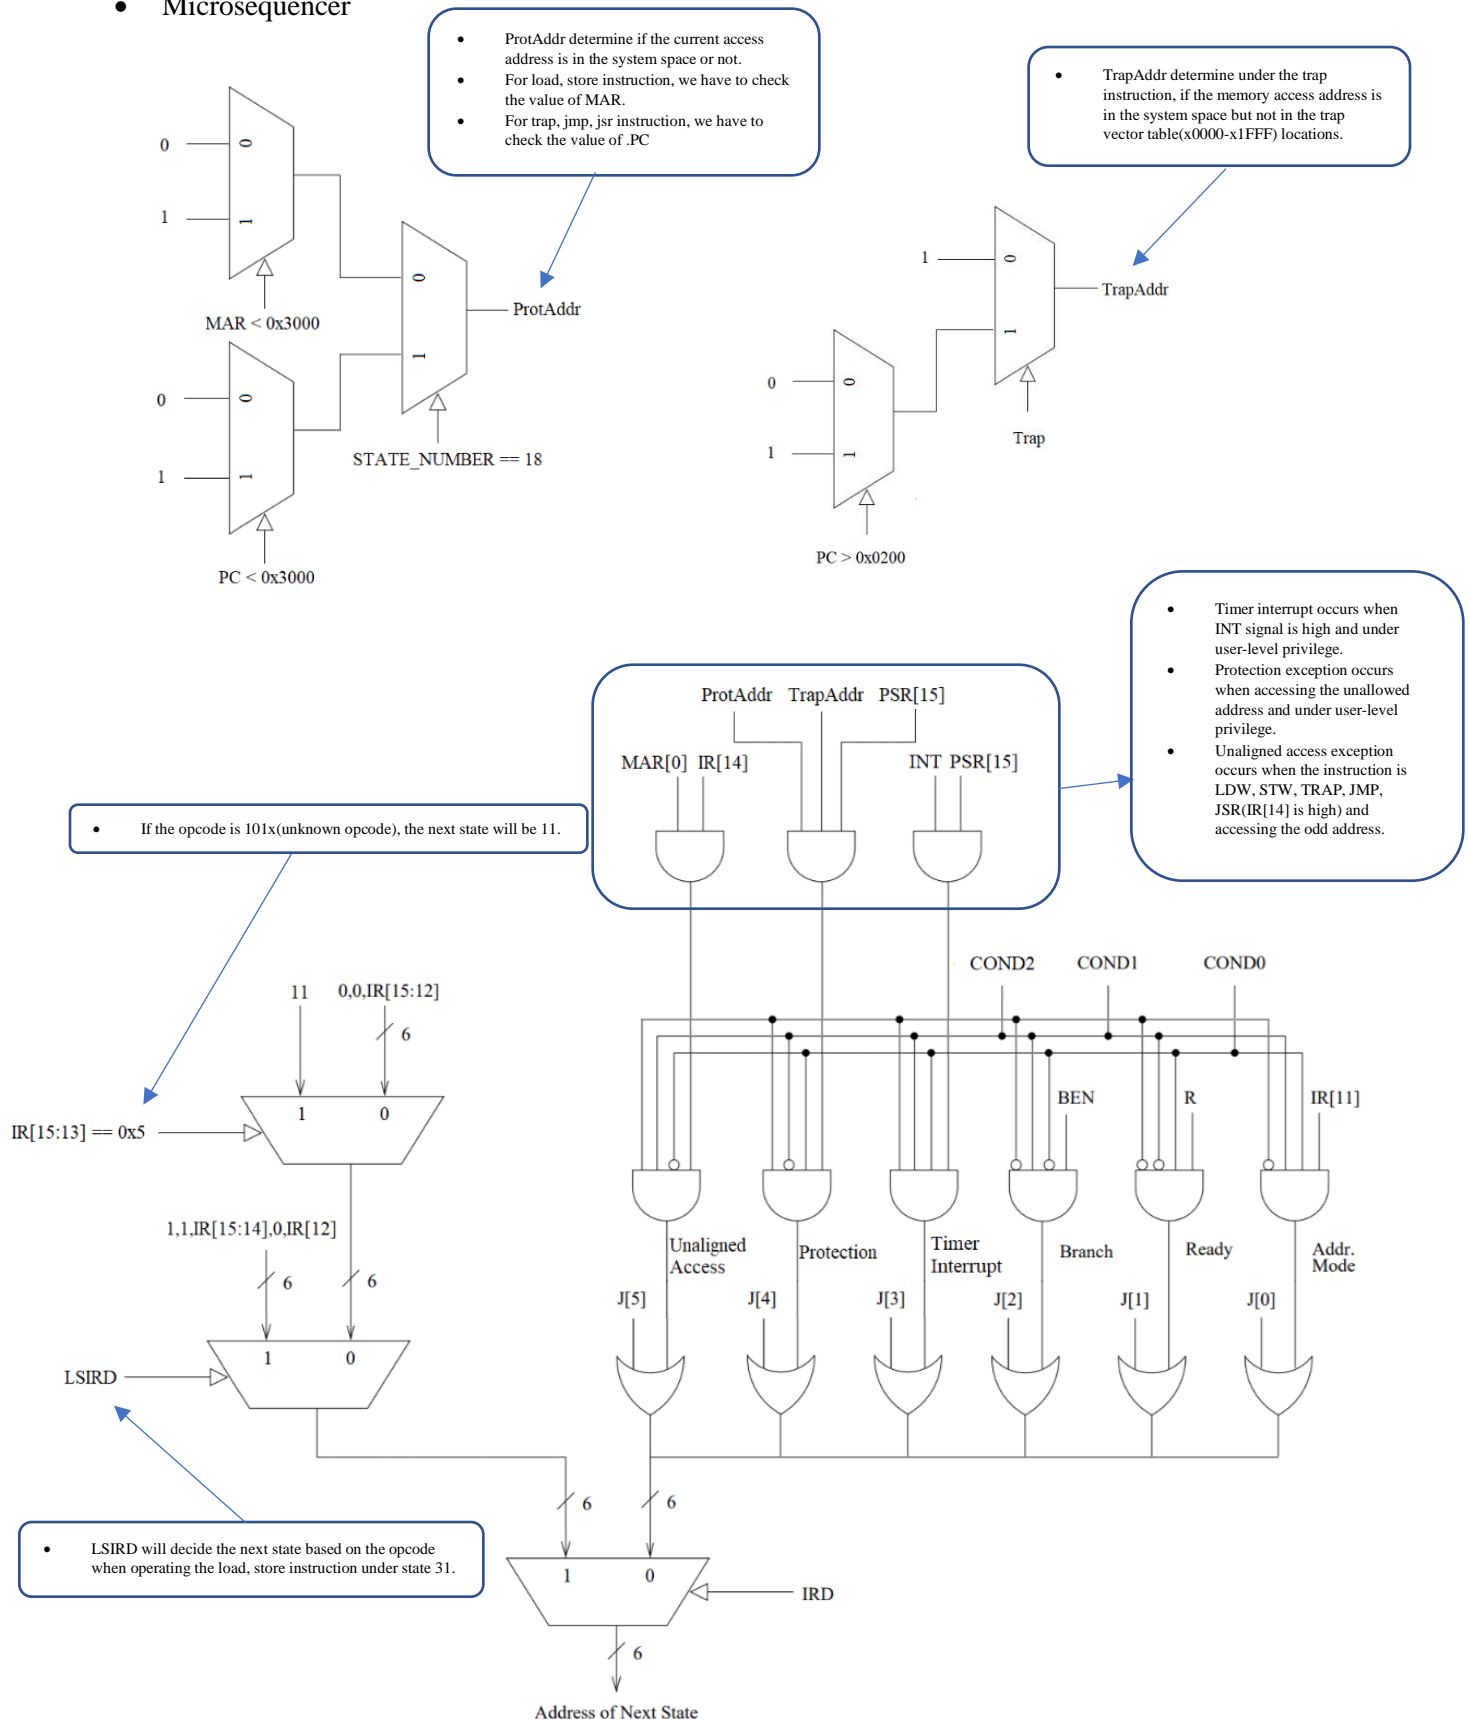 • Microsequencer
• ProtAddr determine if the current access
address is in the system space or not.
• For load, store instruction, we have to check
the value of MAR.
• For trap, jmp, jsr instruction, we have to
check the value of .PC
• TrapAddr determine under the trap
instruction, if the memory access address is
in the system space but not in the trap
vector table(x0000-x1FFF) locations.
0
0
1
1
MAR < 0x3000
0
1
ProtAddr
0
0
1
1
PC < 0x3000
STATE_NUMBER == 18
1
0
1
TrapAddr
Trap
0
0
1
1
PC > 0x0200
• Timer interrupt occurs when
INT signal is high and under
user-level privilege.
• Protection exception occurs
when accessing the unallowed
address and under user-level
privilege.
• Unaligned access exception
occurs when the instruction is
LDW, STW, TRAP, JMP,
JSR(IR[14] is high) and
accessing the odd address.
ProtAddr TrapAddr PSR[15]
MAR[0] IR[14]
INT PSR[15]
• If the opcode is 101x(unknown opcode), the next state will be 11.
COND2 COND1 COND0
11 0,0,IR[15:12]
6
1 0
IR[15:13] == 0x5
BEN R IR[11]
1,1,IR[15:14],0,IR[12]
6 6
Unaligned
Access
Protection
Timer
Interrupt
Branch
Ready
Addr.
Mode
J[5] J[4] J[3] J[2] J[1] J[0]
1 0
LSIRD
6 6
• LSIRD will decide the next state based on the opcode
when operating the load, store instruction under state 31.
1 0
IRD
6
Address of Next State